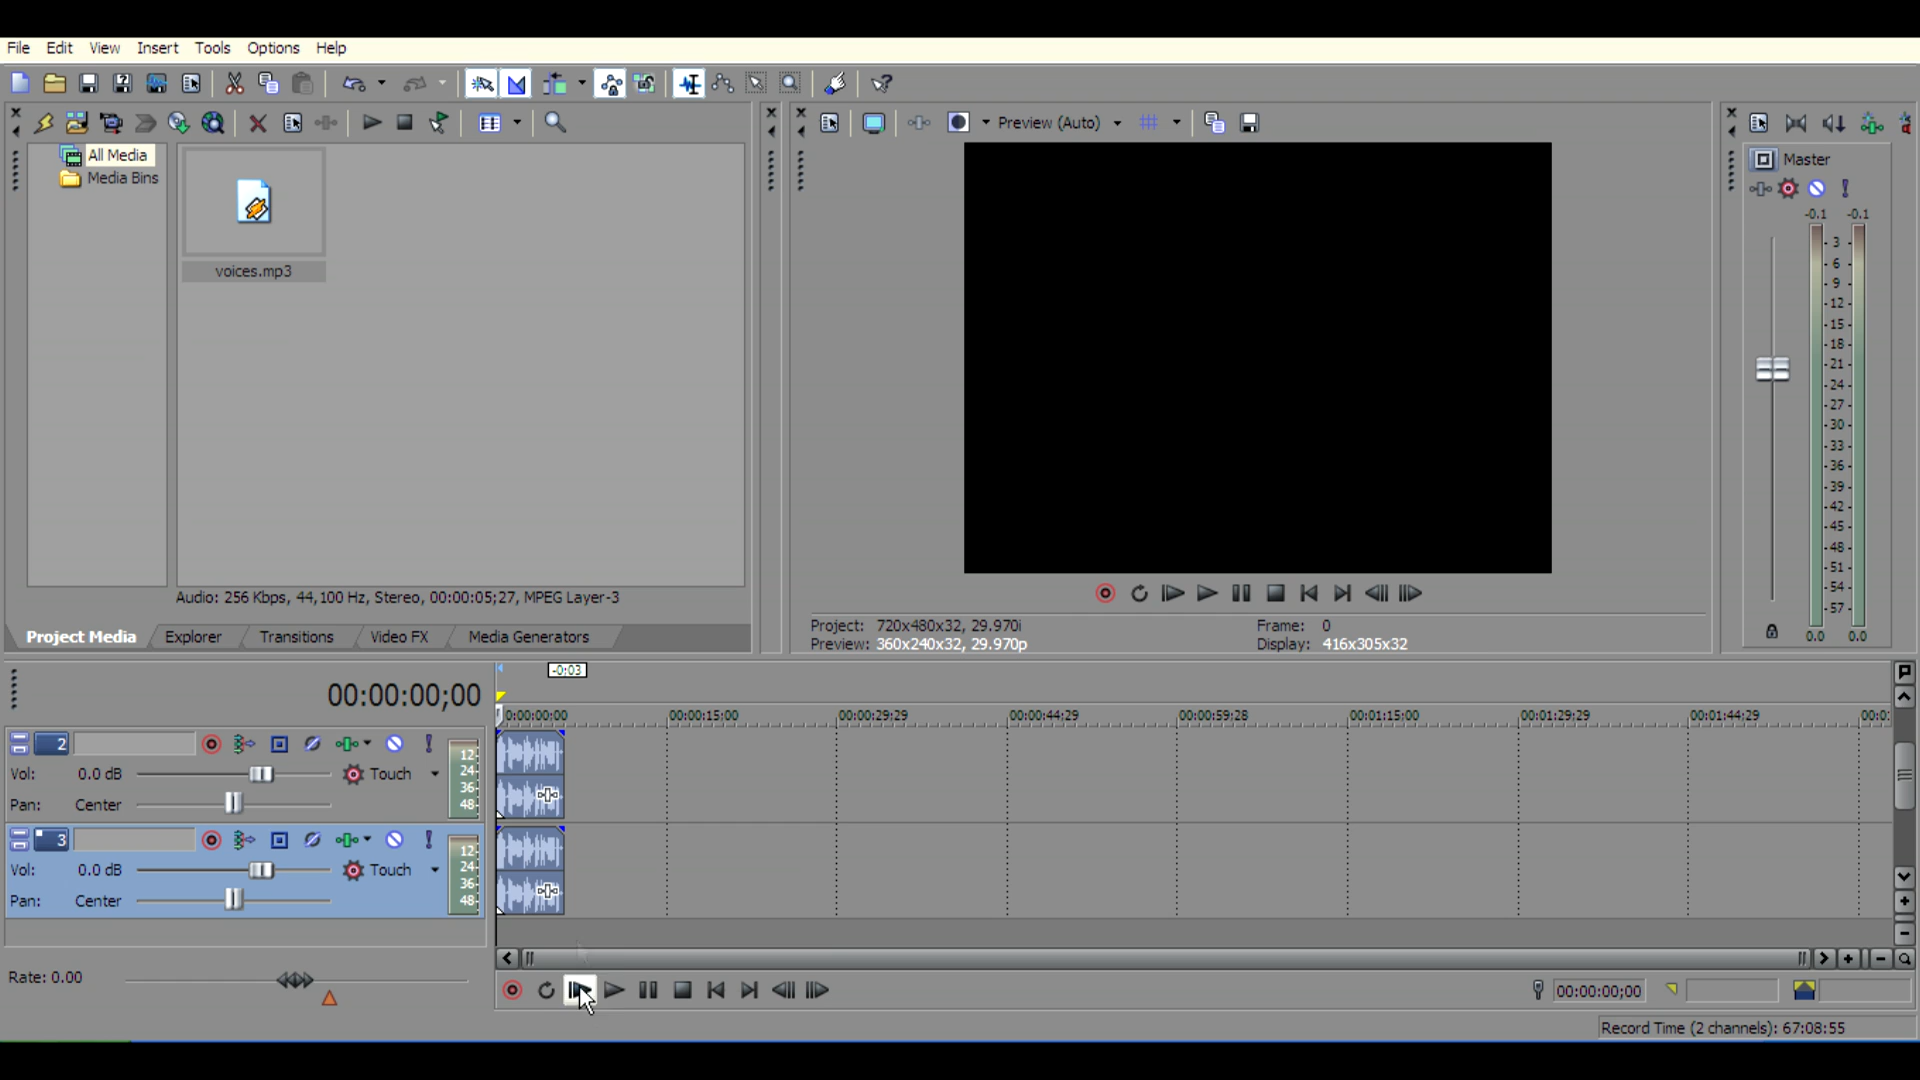 File Edit View Insert Tools Options Help
Preview (Auto)
All Media
Media Bins
voices.mp3
Master
-0.1 -0.1
- 3 -
- 6 -
- 9 -
- 12 -
- 15 -
- 18 -
- 21 -
- 24 -
- 27 -
- 30 -
- 33 -
- 36 -
- 39 -
- 42 -
- 45 -
- 48 -
- 51 -
- 54 -
- 57 -
0.0 0.0
Audio: 256 Kbps, 44,100 Hz, Stereo, 00:00:05;27, MPEG Layer-3
Project Media Explorer Transitions Video FX Media Generators
Project: 720x480x32, 29.970i Frame: 0
Preview: 360x240x32, 29.970p Display: 416x305x32
-0:03
00:00:00;00
0:00:00;00 00:00:15;00 00:00:29;29 00:00:44;29 00:00:59;28 00:01:15;00 00:01:29;29 00:01:44;29 00:0
2
Vol: 0.0 dB Touch
Pan: Center
12-
24-
36-
48-
3
Vol: 0.0 dB Touch
Pan: Center
12-
24-
36-
48-
Rate: 0.00
00:00:00;00
Record Time (2 channels): 67:08:55